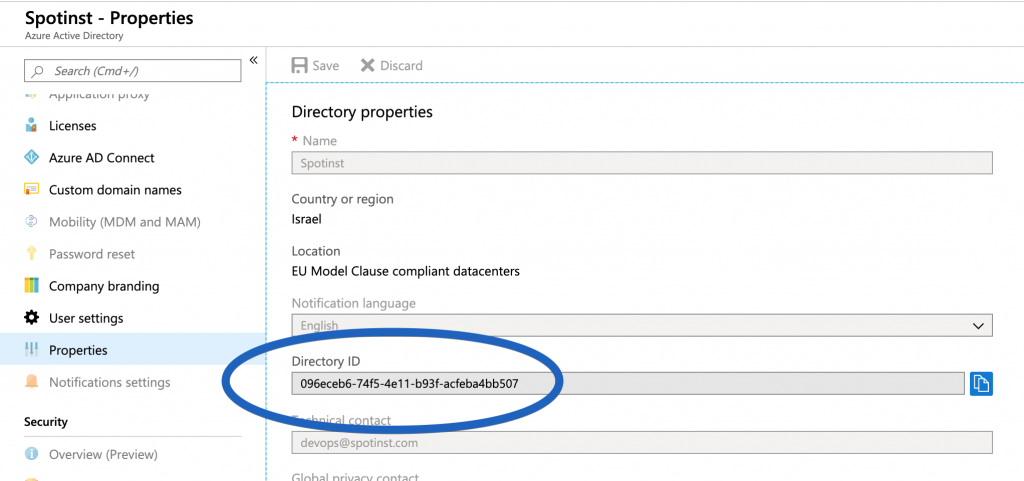 Spotinst - Properties
Azure Active Directory
Search (Cmd+/)
«
Application proxy
Licenses
Azure AD Connect
Custom domain names
Mobility (MDM and MAM)
Password reset
Company branding
User settings
Properties
Notifications settings
Security
Overview (Preview)
Save Discard
Directory properties
* Name
Spotinst
Country or region
Israel
Location
EU Model Clause compliant datacenters
Notification language
English
Directory ID
096eceb6-74f5-4e11-b93f-acfeba4bb507
Technical contact
devops@spotinst.com
Global privacy contact